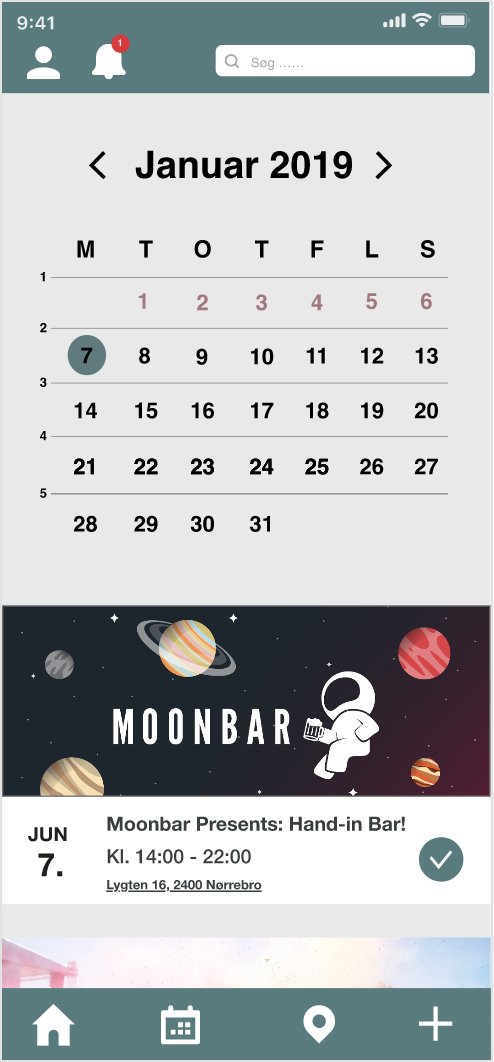 9:41
1
Søg ......
Januar 2019
M T O T F L S
1
1 2 3 4 5 6
2
7 8 9 10 11 12 13
3
14 15 16 17 18 19 20
4
21 22 23 24 25 26 27
5
28 29 30 31
MOONBAR
JUN
7.
Moonbar Presents: Hand-in Bar!
Kl. 14:00 - 22:00
Lygten 16, 2400 Nørrebro